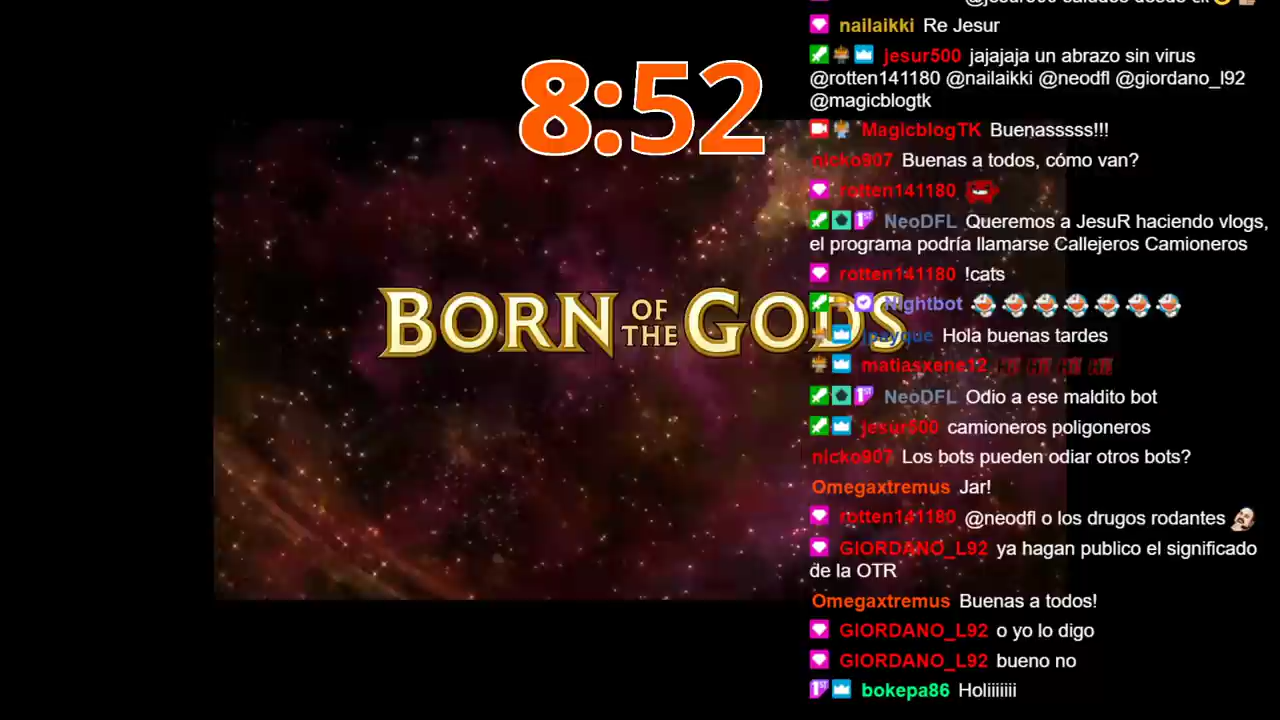 nailaikki Re Jesur
8:52
jesur500 jajajaja un abrazo sin virus
@rotten141180 @nailaikki @neodfl @giordano_l92
@magicblogtk
MagicblogTK Buenasssss!!!
nicko907 Buenas a todos, cómo van?
rotten141180
NeoDFL Queremos a JesuR haciendo vlogs,
el programa podría llamarse Callejeros Camioneros
rotten141180 !cats
Nightbot
BORN OF THE GODS
jpayque Hola buenas tardes
matiasxene12
NeoDFL Odio a ese maldito bot
jesur500 camioneros poligoneros
nicko907 Los bots pueden odiar otros bots?
Omegaxtremus Jar!
rotten141180 @neodfl o los drugos rodantes
GIORDANO_L92 ya hagan publico el significado
de la OTR
Omegaxtremus Buenas a todos!
GIORDANO_L92 o yo lo digo
GIORDANO_L92 bueno no
bokepa86 Holiiiiiii